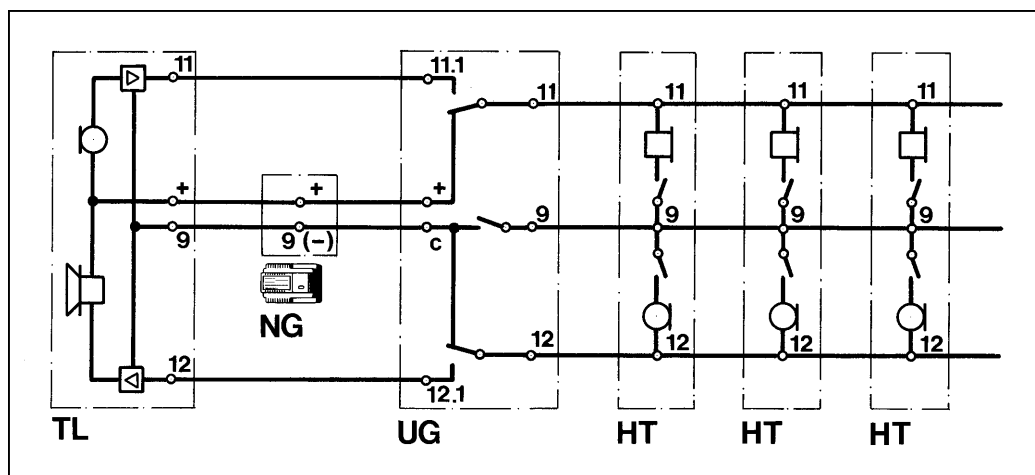 11 11.1 11 11 11 11
+ + +
9 9 (-) c 9 9 9 9
NG
12 12.1 12 12 12 12
TL UG HT HT HT